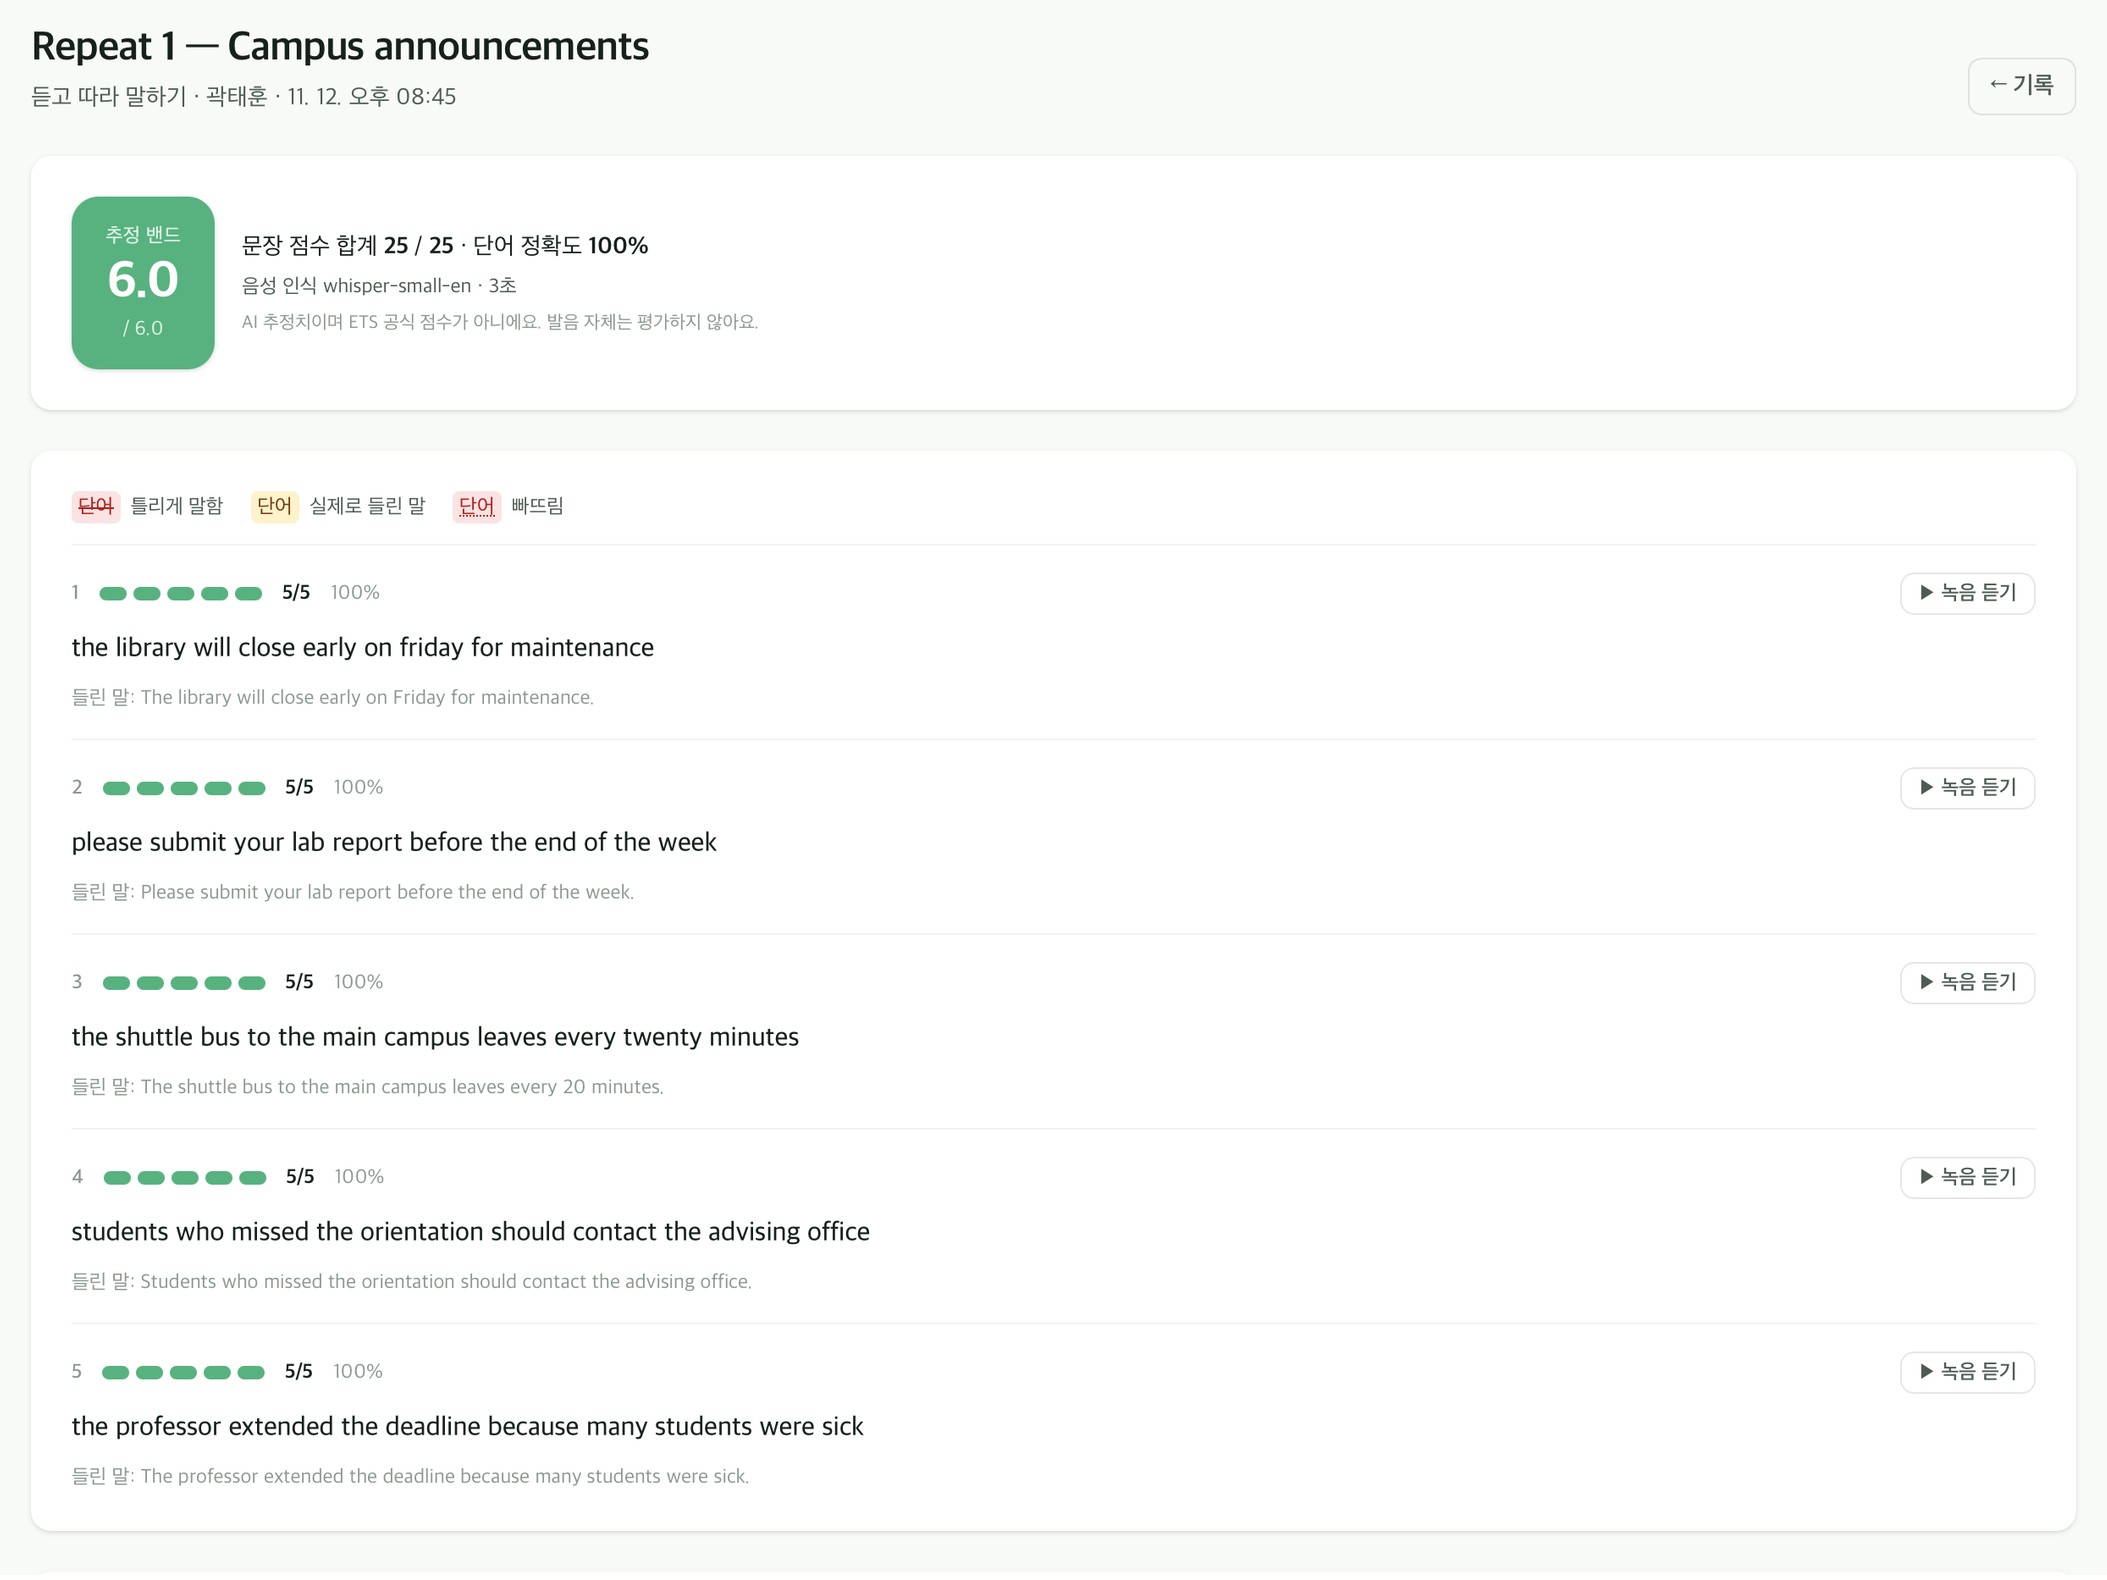 Repeat 1 — Campus announcements
듣고 따라 말하기 · 곽태훈 · 11. 12. 오후 08:45
← 기록
추정 밴드
6.0
/ 6.0
문장 점수 합계 25 / 25 · 단어 정확도 100%
음성 인식 whisper-small-en · 3초
AI 추정치이며 ETS 공식 점수가 아니에요. 발음 자체는 평가하지 않아요.
단어 틀리게 말함 단어 실제로 들린 말 단어 빠뜨림
1 5/5 100% ▶ 녹음 듣기
the library will close early on friday for maintenance
들린 말: The library will close early on Friday for maintenance.
2 5/5 100% ▶ 녹음 듣기
please submit your lab report before the end of the week
들린 말: Please submit your lab report before the end of the week.
3 5/5 100% ▶ 녹음 듣기
the shuttle bus to the main campus leaves every twenty minutes
들린 말: The shuttle bus to the main campus leaves every 20 minutes.
4 5/5 100% ▶ 녹음 듣기
students who missed the orientation should contact the advising office
들린 말: Students who missed the orientation should contact the advising office.
5 5/5 100% ▶ 녹음 듣기
the professor extended the deadline because many students were sick
들린 말: The professor extended the deadline because many students were sick.